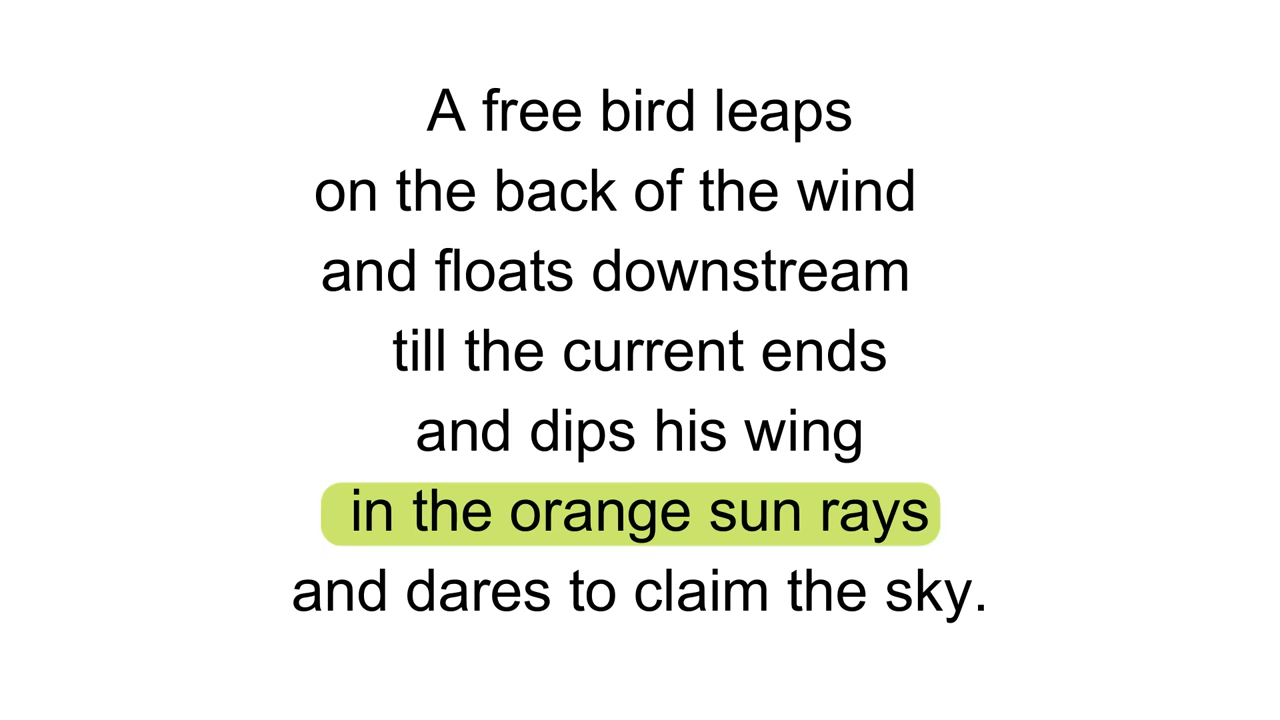 A free bird leaps
on the back of the wind
and floats downstream
till the current ends
and dips his wing
in the orange sun rays
and dares to claim the sky.